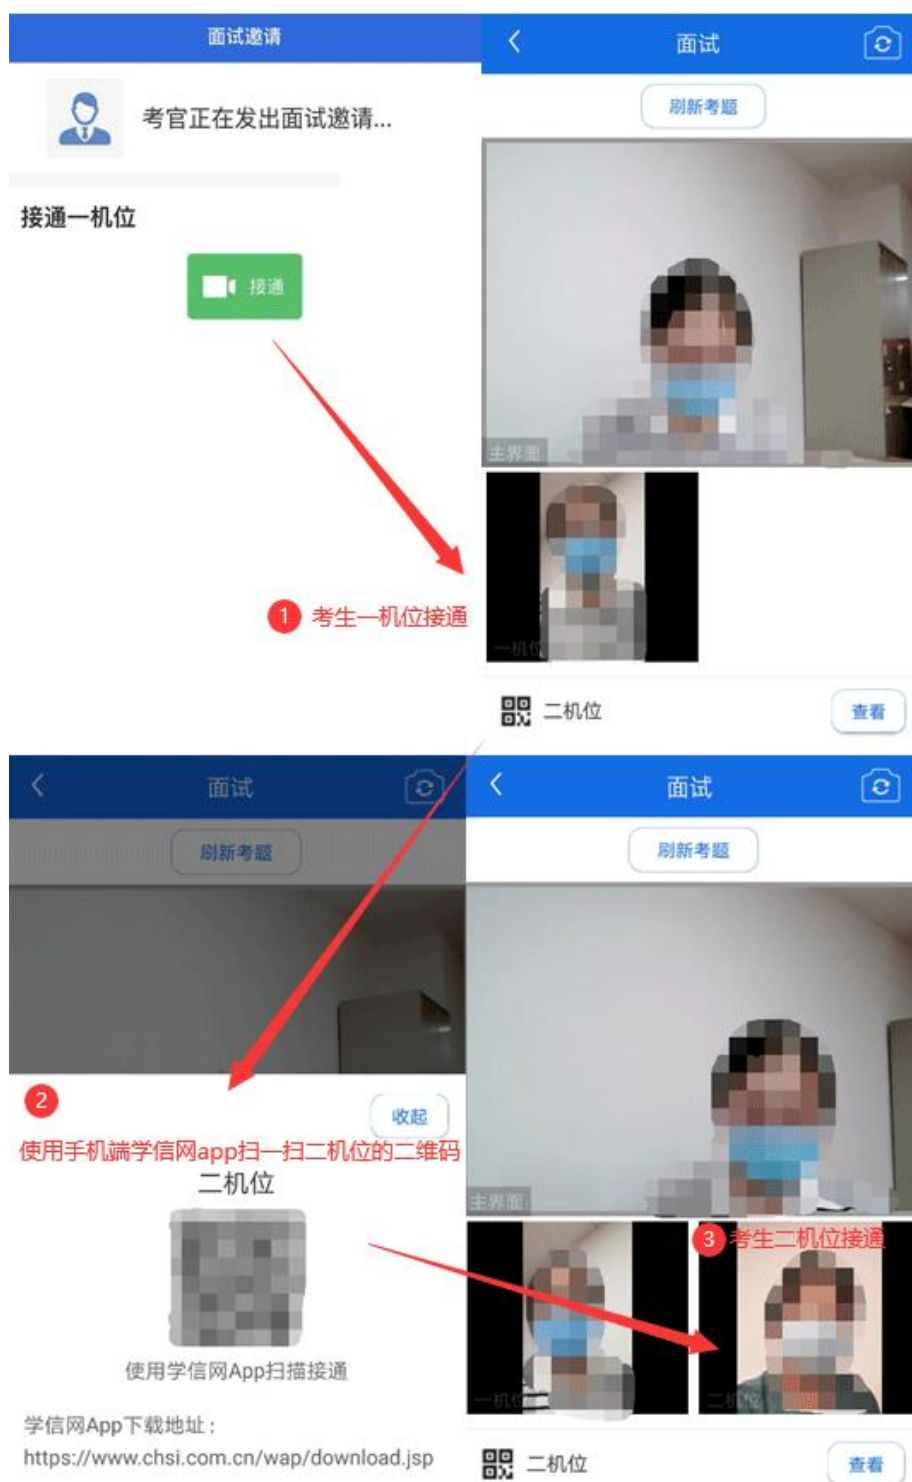 面试邀请
考官正在发出面试邀请...
接通一机位
接通
1 考生一机位接通
面试
刷新考题
主界面
一机位
二机位
查看
面试
刷新考题
2
收起
使用手机端学信网app扫一扫二机位的二维码
二机位
使用学信网App扫描接通
学信网App下载地址：
https://www.chsi.com.cn/wap/download.jsp
面试
刷新考题
主界面
3 考生二机位接通
一机位
二机位
二机位
查看